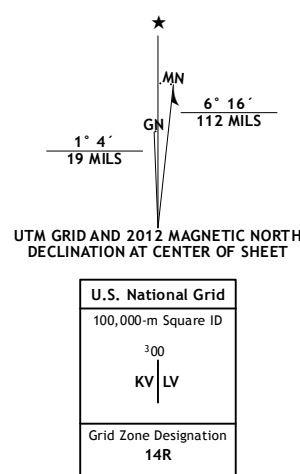 ★
MN
GN
6° 16´
112 MILS
1° 4´
19 MILS
UTM GRID AND 2012 MAGNETIC NORTH
DECLINATION AT CENTER OF SHEET
U.S. National Grid
100,000-m Square ID
³00
KV LV
Grid Zone Designation
14R